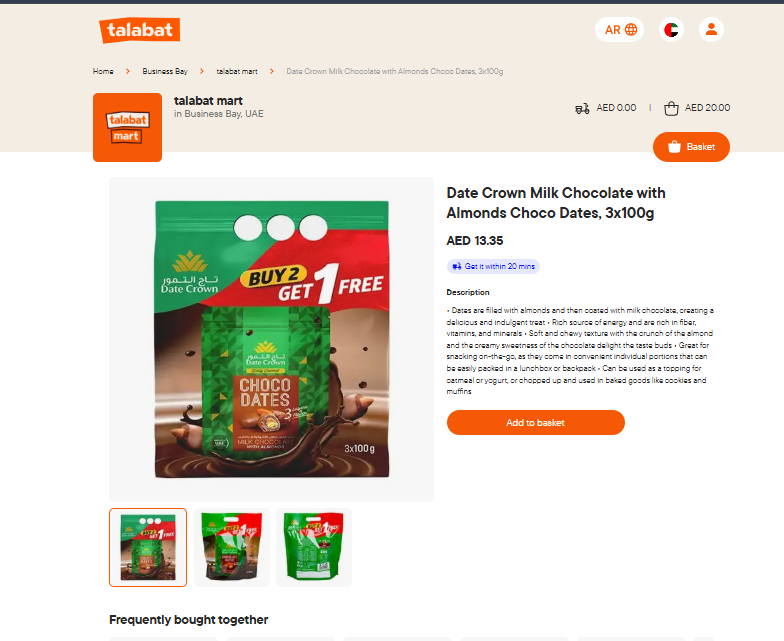 talabat
AR
Home > Business Bay > talabat mart > Date Crown Milk Chocolate with Almonds Choco Dates, 3x100g
talabat
mart
talabat mart
in Business Bay, UAE
AED 0.00 | AED 20.00
Basket
تاج التمور
Date Crown
BUY 2
GET 1 FREE
تاج التمور
Date Crown
CHOCO
DATES
3
MILK CHOCOLATE
WITH ALMONDS
3x100 g
Date Crown Milk Chocolate with
Almonds Choco Dates, 3x100g
AED 13.35
Get it within 20 mins
Description
• Dates are filled with almonds and then coated with milk chocolate, creating a
delicious and indulgent treat • Rich source of energy and are rich in fiber,
vitamins, and minerals • Soft and chewy texture with the crunch of the almond
and the creamy sweetness of the chocolate delight the taste buds • Great for
snacking on-the-go, as they come in convenient individual portions that can
be easily packed in a lunchbox or backpack • Can be used as a topping for
oatmeal or yogurt, or chopped up and used in baked goods like cookies and
muffins
Add to basket
Frequently bought together